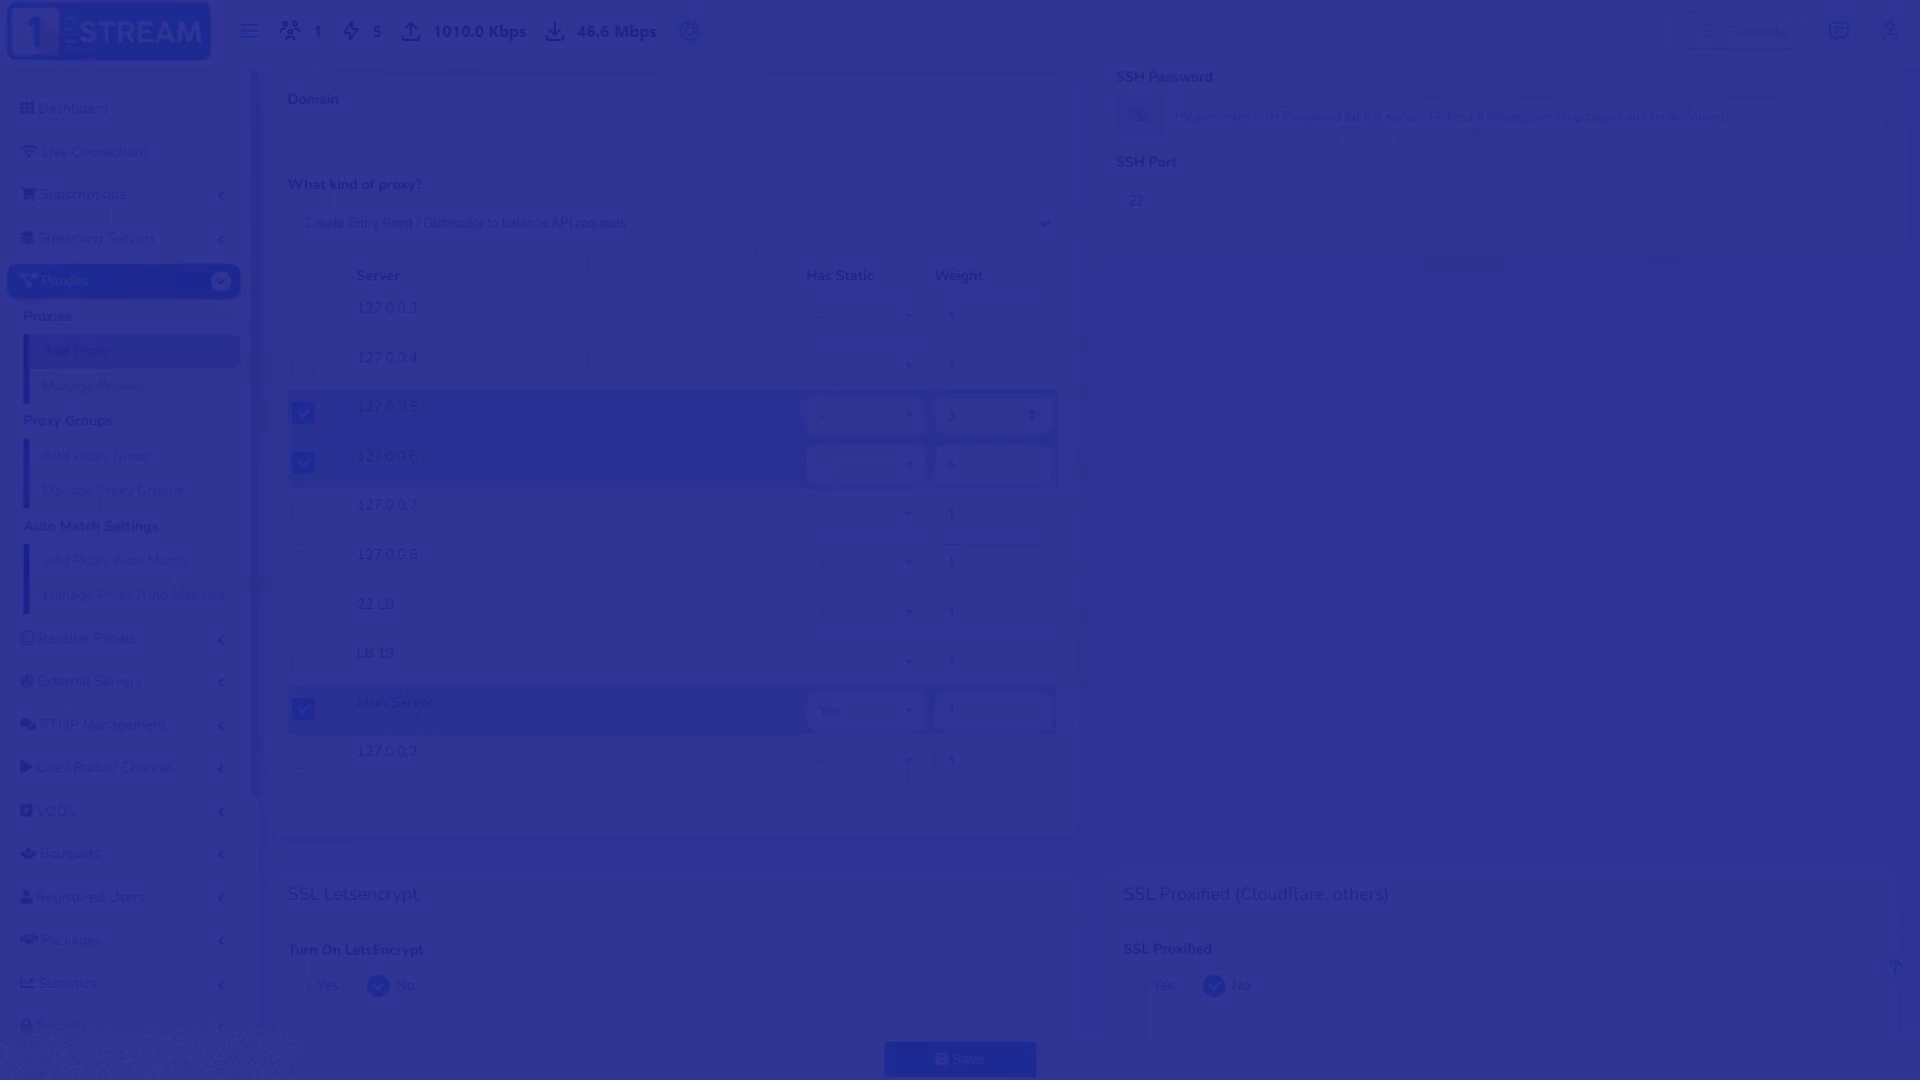 1 STREAM
1
5
1010.0 Kbps
46.6 Mbps
Dashboard
Live Connections
Subscriptions
Streaming Servers
Proxies
Proxies
Manage Proxies
Proxy Groups
Add Proxy Group
Manage Proxy Groups
Auto Match Settings
Add Proxy Auto Match
Manage Proxy Auto Matches
Reseller Panels
External Servers
RTMP Management
Live / Radio / Channel
VODS
Bouquets
Registered Users
Packages
Statistics
Security
Domain
What kind of proxy?
Create Entry Point / Distributor to balance API requests
Server Has Static Weight
127.0.0.3 - 1
127.0.0.4 - 1
127.0.0.5 - 3
127.0.0.6 - 6
127.0.0.7 - 1
127.0.0.8 - 1
22 LB - 1
LB 19 - 1
Main Server Yes 1
127.0.0.2 - 1
SSH Password
SSH Port
22
SSL Letsencrypt
Turn On LetsEncrypt
Yes No
SSL Proxified (Cloudflare, others)
SSL Proxified
Yes No
Save